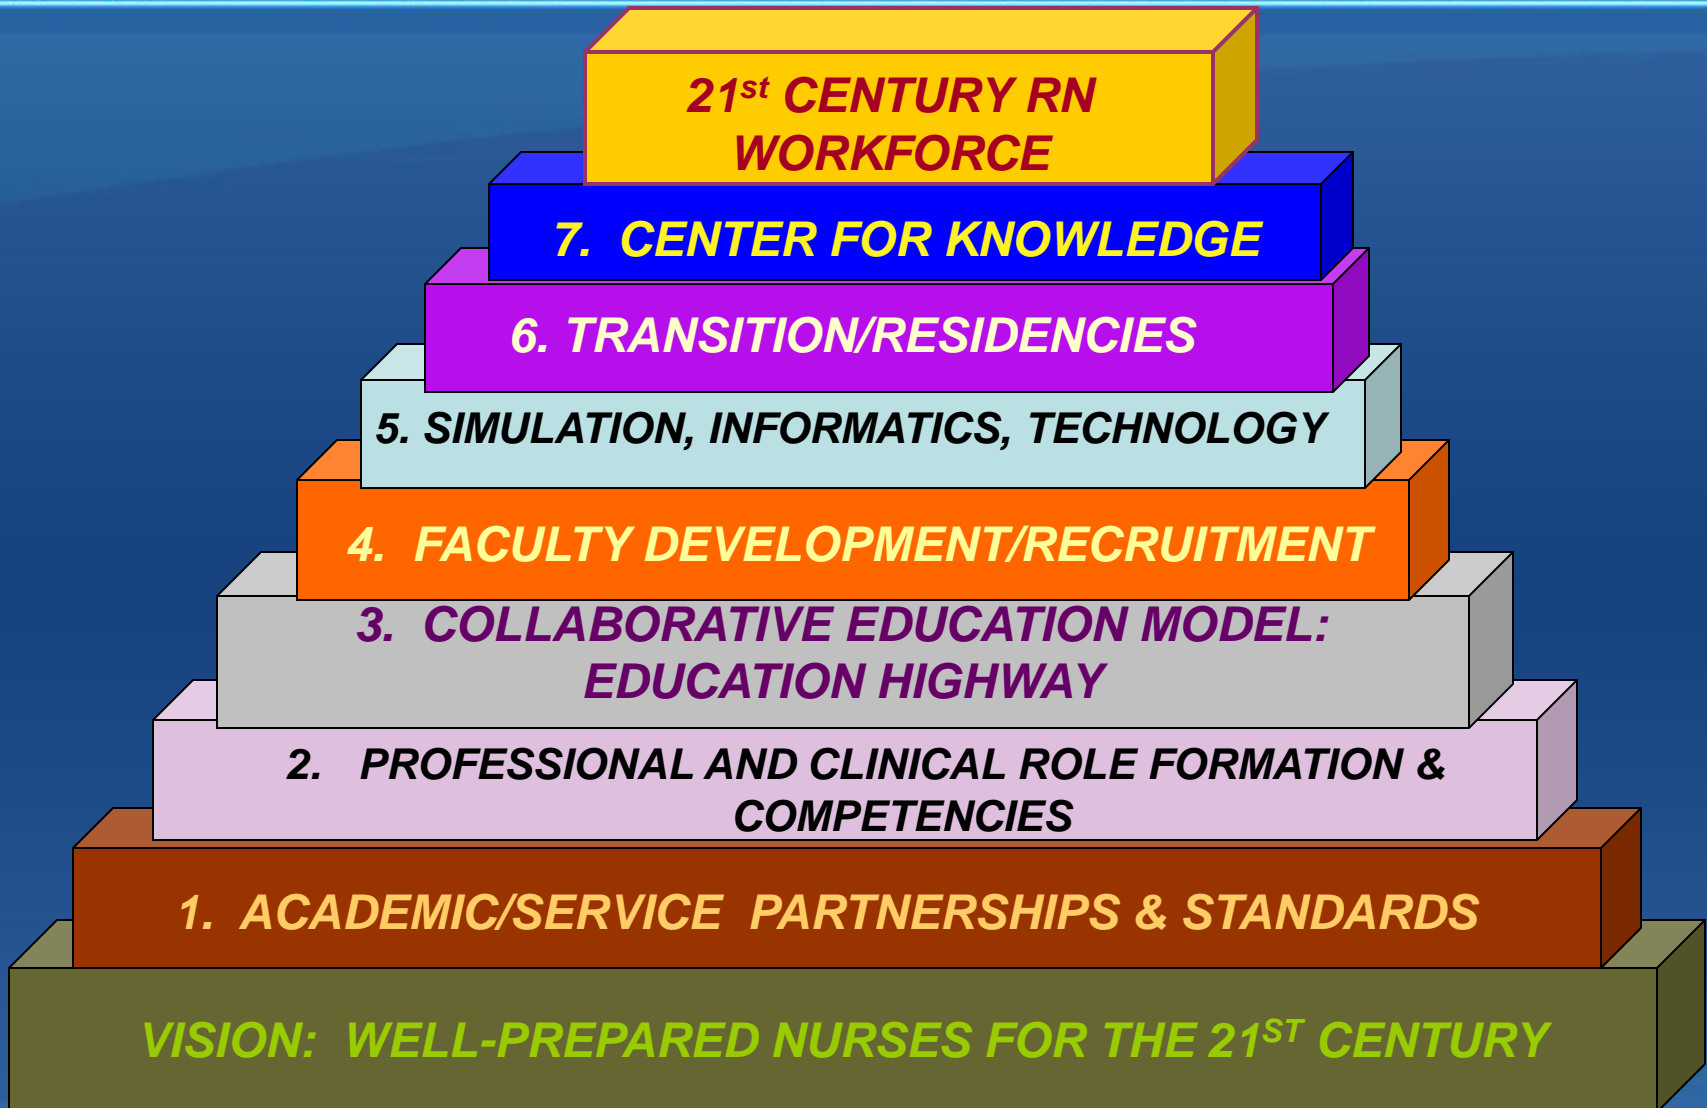 21st CENTURY RN
WORKFORCE
7. CENTER FOR KNOWLEDGE
6. TRANSITION/RESIDENCIES
5. SIMULATION, INFORMATICS, TECHNOLOGY
4. FACULTY DEVELOPMENT/RECRUITMENT
3. COLLABORATIVE EDUCATION MODEL:
EDUCATION HIGHWAY
2. PROFESSIONAL AND CLINICAL ROLE FORMATION &
COMPETENCIES
1. ACADEMIC/SERVICE PARTNERSHIPS & STANDARDS
VISION: WELL-PREPARED NURSES FOR THE 21ST CENTURY